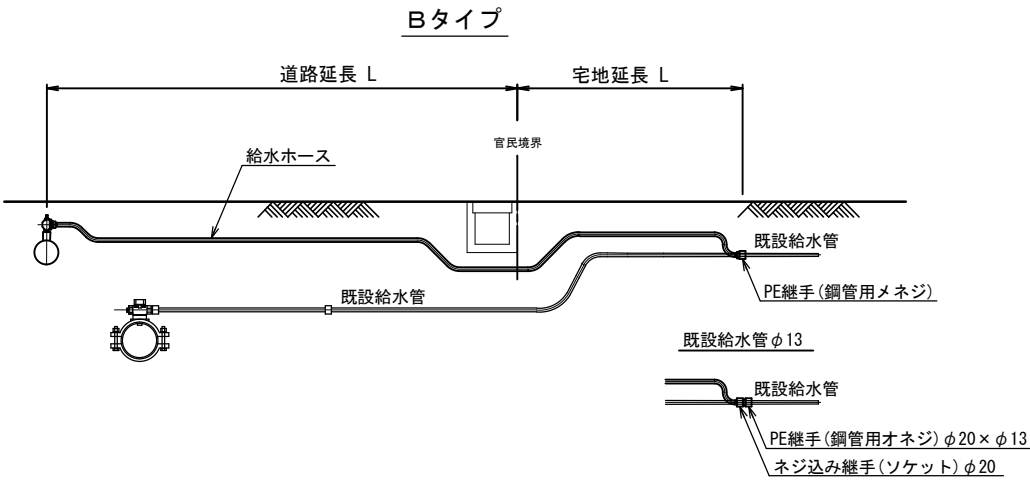 Bタイプ
道路延長 L
宅地延長 L
官民境界
給水ホース
既設給水管
PE継手(鋼管用メネジ)
既設給水管
既設給水管φ13
既設給水管
PE継手(鋼管用オネジ)φ20×φ13
ネジ込み継手(ソケット)φ20